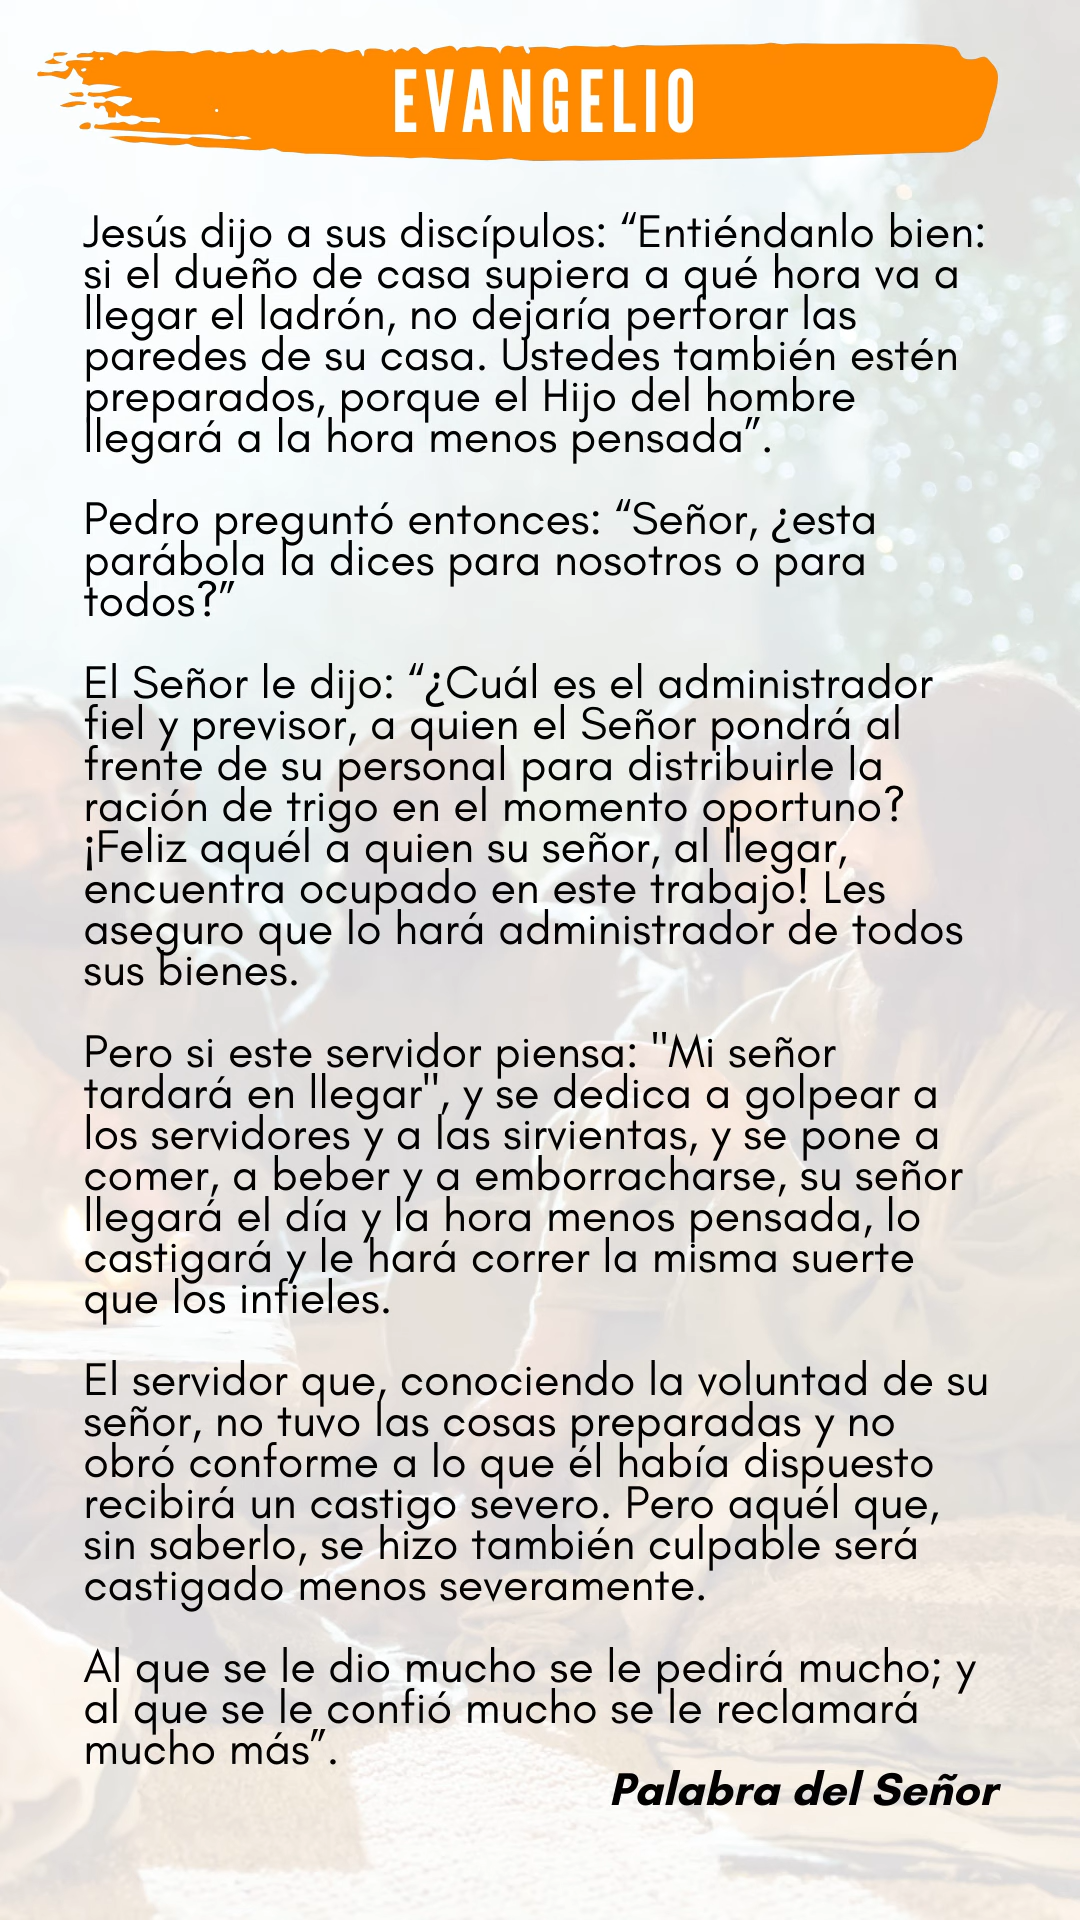 EVANGELIO
Jesús dijo a sus discípulos: “Entiéndanlo bien:
si el dueño de casa supiera a qué hora va a
llegar el ladrón, no dejaría perforar las
paredes de su casa. Ustedes también estén
preparados, porque el Hijo del hombre
llegará a la hora menos pensada”.
Pedro preguntó entonces: “Señor, ¿esta
parábola la dices para nosotros o para
todos?”
El Señor le dijo: “¿Cuál es el administrador
fiel y previsor, a quien el Señor pondrá al
frente de su personal para distribuirle la
ración de trigo en el momento oportuno?
¡Feliz aquél a quien su señor, al llegar,
encuentra ocupado en este trabajo! Les
aseguro que lo hará administrador de todos
sus bienes.
Pero si este servidor piensa: "Mi señor
tardará en llegar", y se dedica a golpear a
los servidores y a las sirvientas, y se pone a
comer, a beber y a emborracharse, su señor
llegará el día y la hora menos pensada, lo
castigará y le hará correr la misma suerte
que los infieles.
El servidor que, conociendo la voluntad de su
señor, no tuvo las cosas preparadas y no
obró conforme a lo que él había dispuesto
recibirá un castigo severo. Pero aquél que,
sin saberlo, se hizo también culpable será
castigado menos severamente.
Al que se le dio mucho se le pedirá mucho; y
al que se le confió mucho se le reclamará
mucho más”.
Palabra del Señor